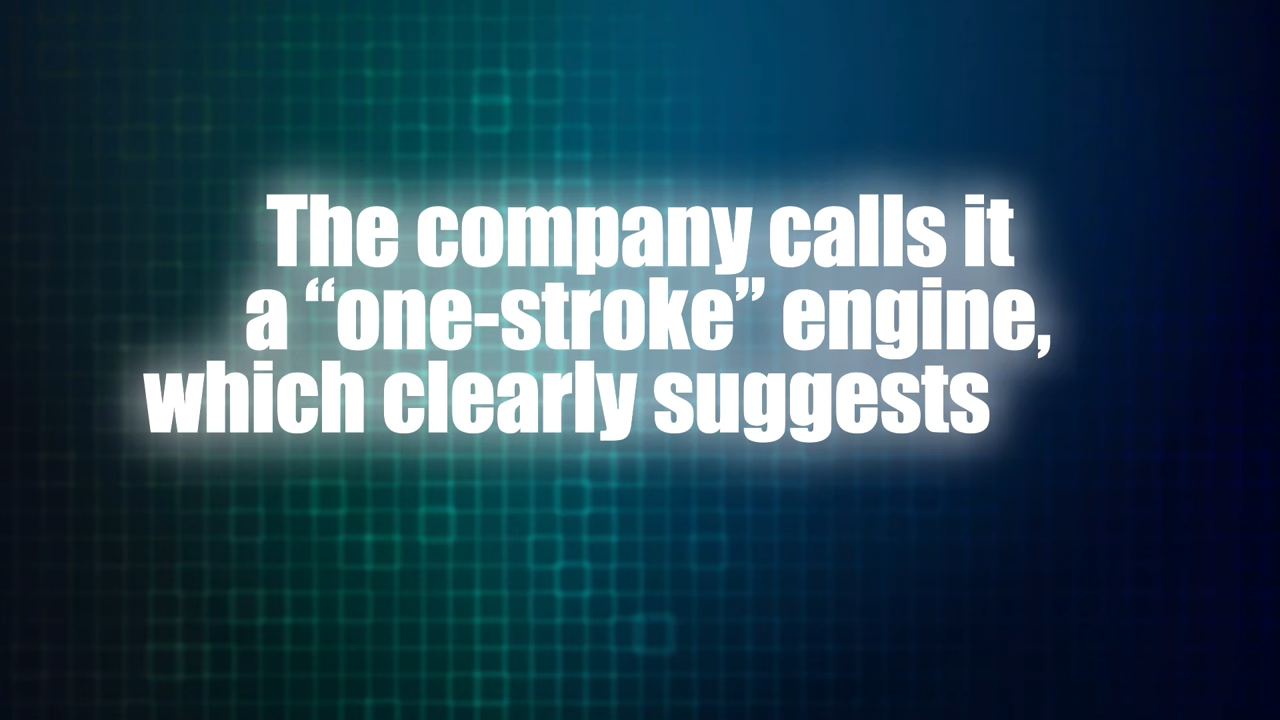 The company calls it
a “one-stroke” engine,
which clearly suggests